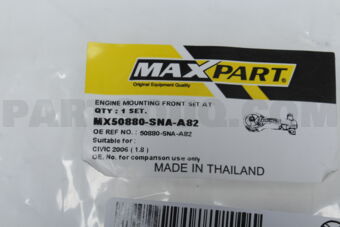 MAXPART
Original Equipment Quality
ENGINE MOUNTING FRONT SET AT
QTY : 1 SET.
MX50880-SNA-A82
OE REF NO. : 50880-SNA-A82
Suitable for :
CIVIC 2006 ( 1.8 )
OE. No. for comparison use only
MADE IN THAILAND